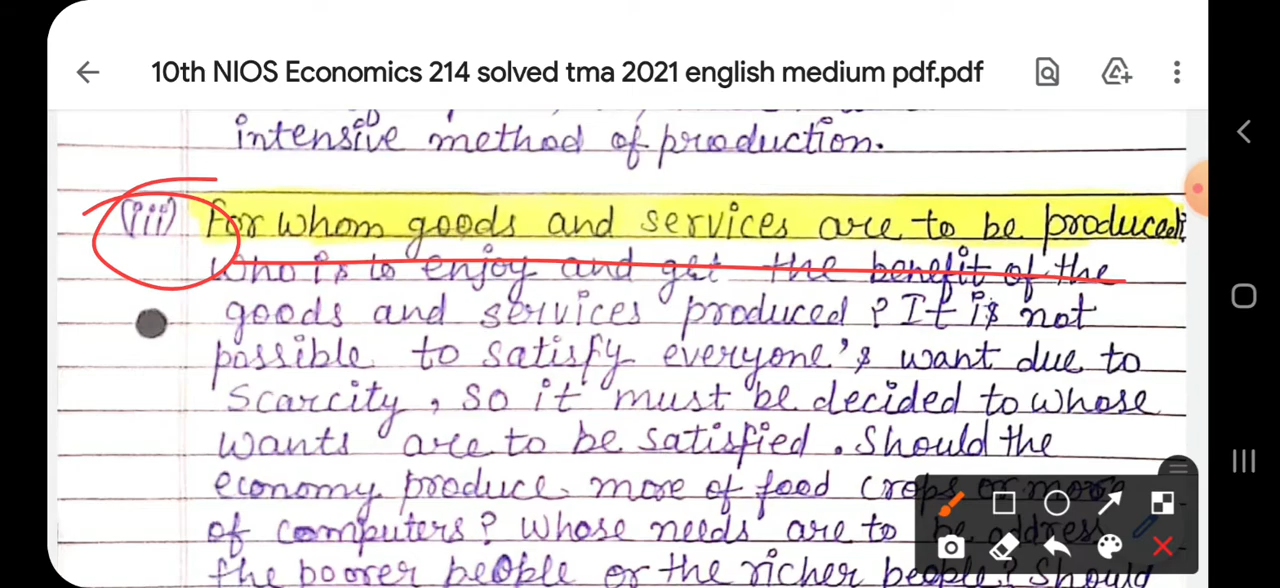 10th NIOS Economics 214 solved tma 2021 english medium pdf.pdf
intensive method of production.
(iii) For whom goods and services are to be produced:
Who is to enjoy and get the benefit of the
goods and services produced? It is not
possible to satisfy everyone's want due to
scarcity, so it must be decided to whose
wants are to be satisfied. Should the
economy produce more of food crops or more
of computers? Whose needs are to be address
the poorer people or the richer people? Should